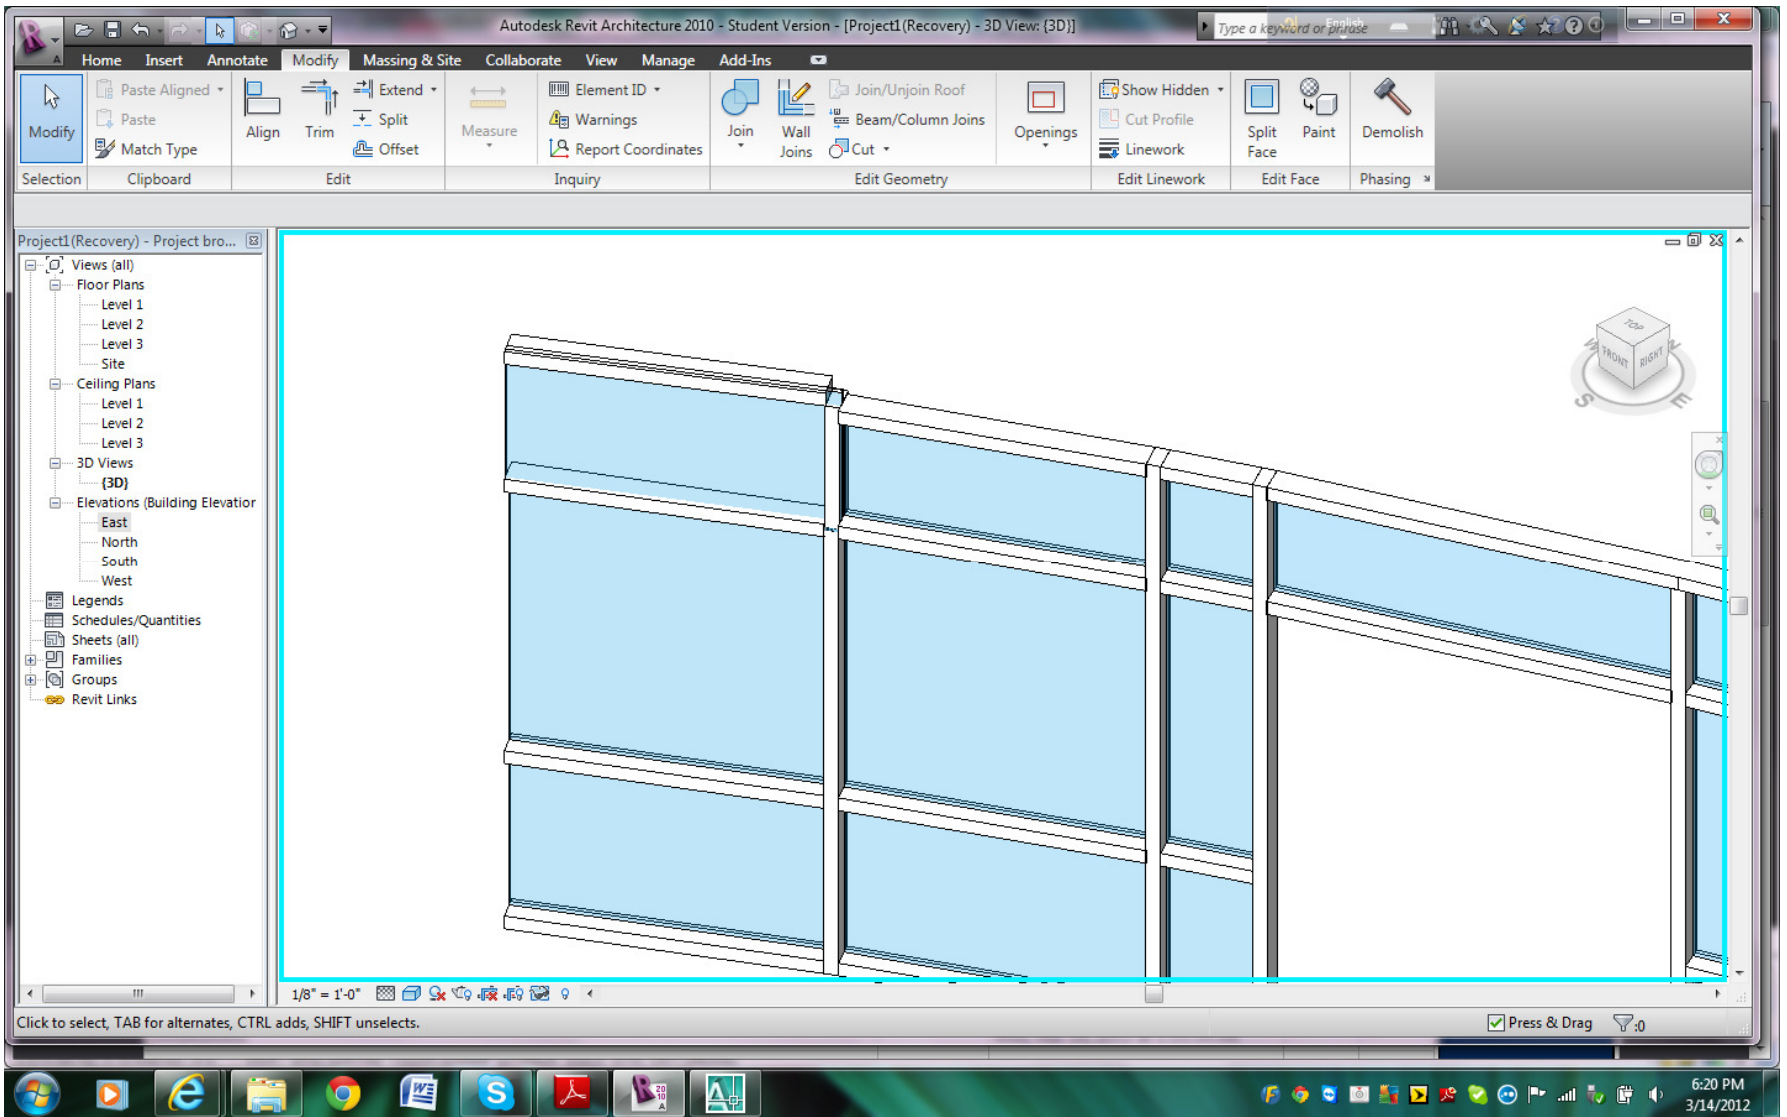 Autodesk Revit Architecture 2010 - Student Version - [Project1(Recovery) - 3D View: {3D}]
Type a keyword or phrase
English
Home Insert Annotate Modify Massing & Site Collaborate View Manage Add-Ins
Modify
Paste Aligned
Paste
Match Type
Align
Trim
Extend
Split
Offset
Measure
Element ID
Warnings
Report Coordinates
Join
Wall
Joins
Join/Unjoin Roof
Beam/Column Joins
Cut
Openings
Show Hidden
Cut Profile
Linework
Split
Face
Paint
Demolish
Selection Clipboard Edit Inquiry Edit Geometry Edit Linework Edit Face Phasing
Project1(Recovery) - Project bro...
Views (all)
Floor Plans
Level 1
Level 2
Level 3
Site
Ceiling Plans
Level 1
Level 2
Level 3
3D Views
{3D}
Elevations (Building Elevation
East
North
South
West
Legends
Schedules/Quantities
Sheets (all)
Families
Groups
Revit Links
TOP
FRONT
RIGHT
W
N
S
E
1/8" = 1'-0"
Click to select, TAB for alternates, CTRL adds, SHIFT unselects.
Press & Drag
:0
6:20 PM
3/14/2012